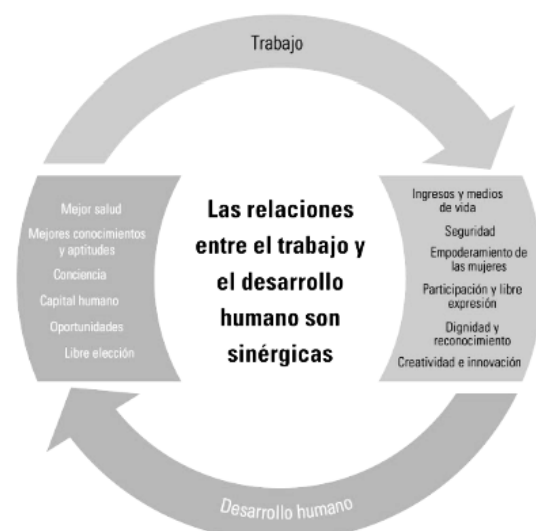 Trabajo
Mejor salud
Mejores conocimientos
y aptitudes
Conciencia
Capital humano
Oportunidades
Libre elección
Las relaciones
entre el trabajo y
el desarrollo
humano son
sinérgicas
Ingresos y medios
de vida
Seguridad
Empoderamiento de
las mujeres
Participación y libre
expresión
Dignidad y
reconocimiento
Creatividad e innovación
Desarrollo humano